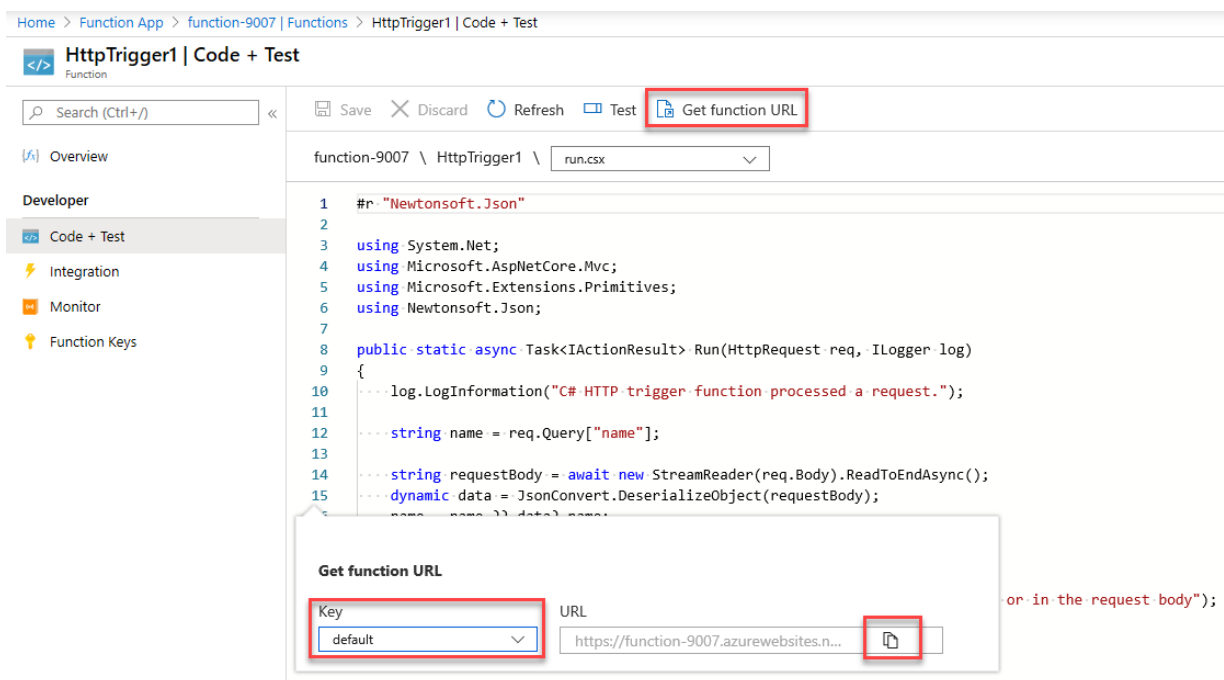 Home > Function App > function-9007 | Functions > HttpTrigger1 | Code + Test
HttpTrigger1 | Code + Test
Function
Search (Ctrl+/)
«
Overview
Developer
Code + Test
Integration
Monitor
Function Keys
Save Discard Refresh Test Get function URL
function-9007 \ HttpTrigger1 \ run.csx
1 #r "Newtonsoft.Json"
2
3 using System.Net;
4 using Microsoft.AspNetCore.Mvc;
5 using Microsoft.Extensions.Primitives;
6 using Newtonsoft.Json;
7
8 public static async Task<IActionResult> Run(HttpRequest req, ILogger log)
9 {
10 log.LogInformation("C# HTTP trigger function processed a request.");
11
12 string name = req.Query["name"];
13
14 string requestBody = await new StreamReader(req.Body).ReadToEndAsync();
15 dynamic data = JsonConvert.DeserializeObject(requestBody);
name = name ?? data?.name;
or in the request body");
Get function URL
Key URL
default https://function-9007.azurewebsites.n...